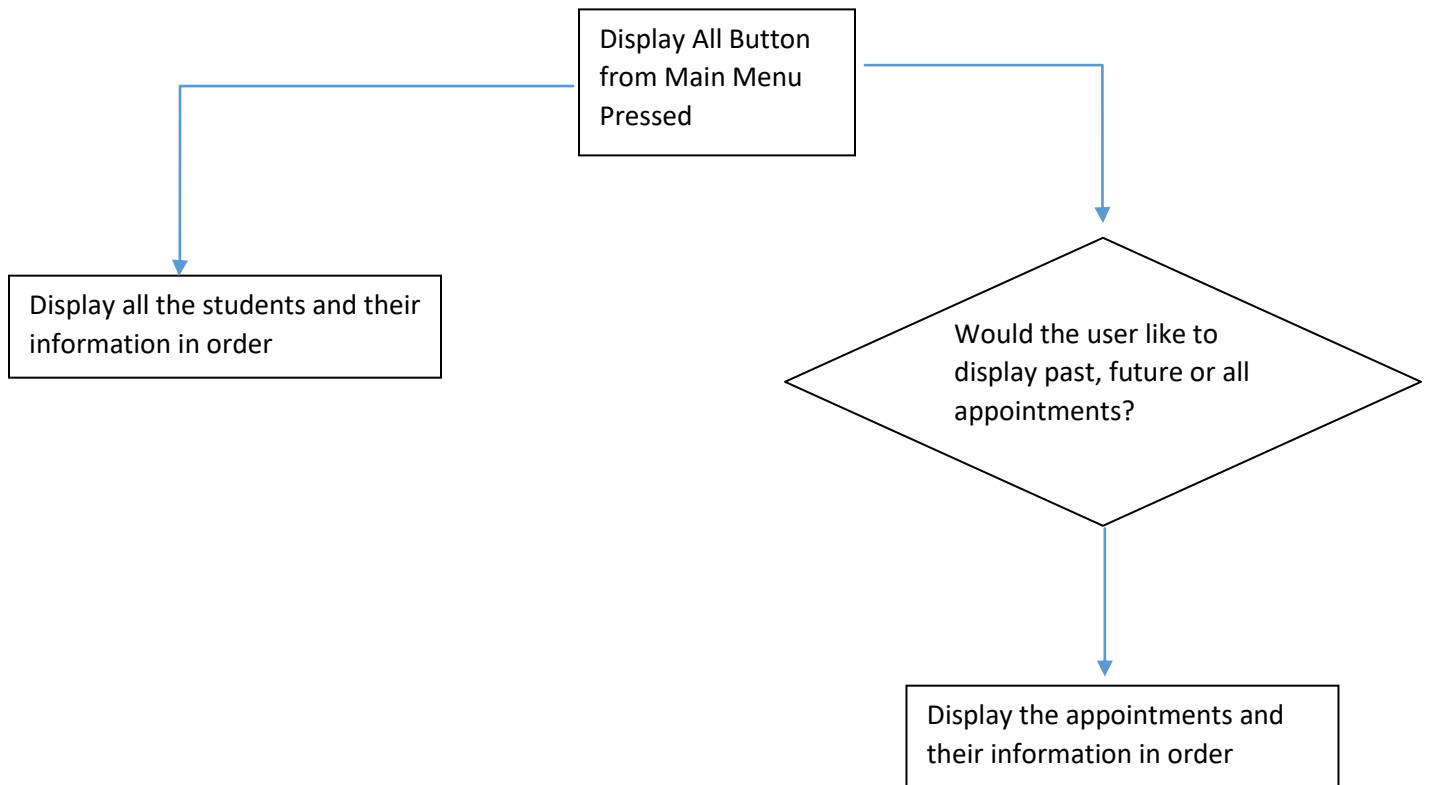 Display All Button
from Main Menu
Pressed
Display all the students and their
information in order
Would the user like to
display past, future or all
appointments?
Display the appointments and
their information in order